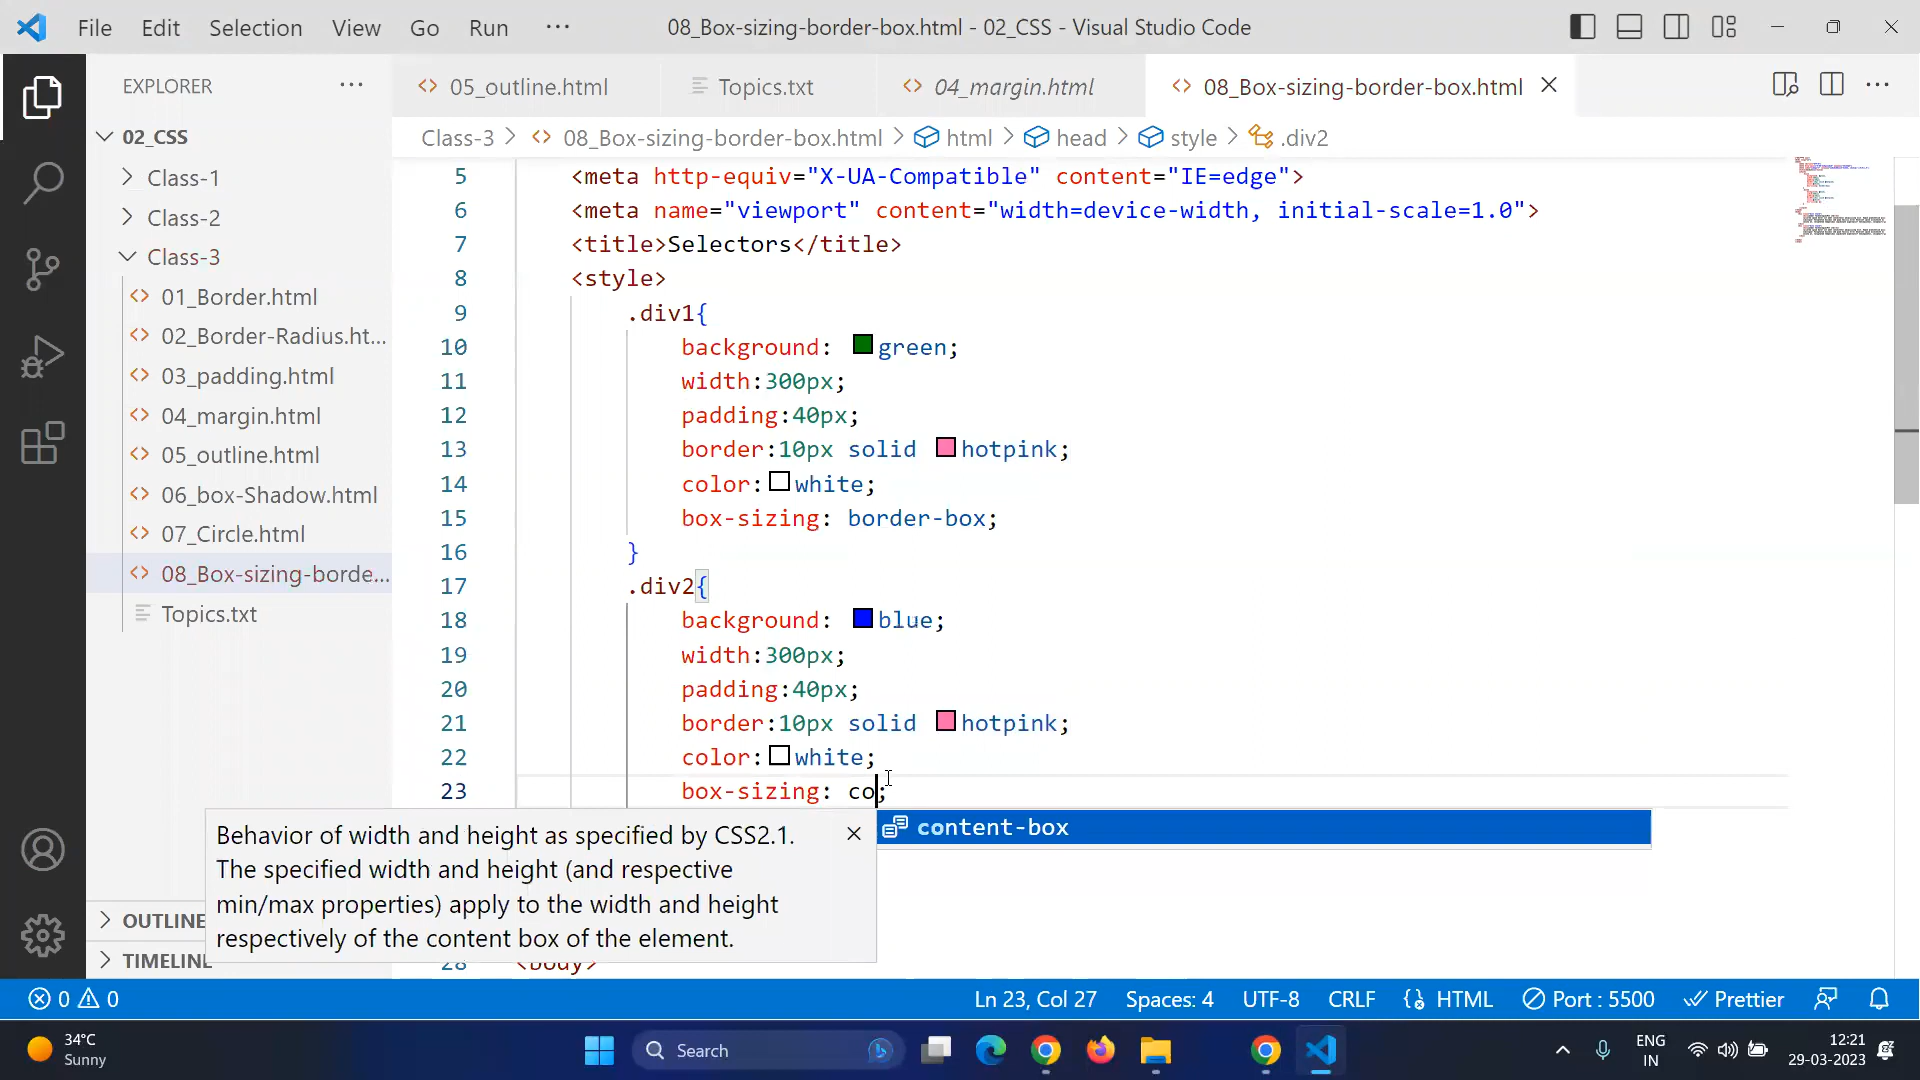 File Edit Selection View Go Run ··· 08_Box-sizing-border-box.html - 02_CSS - Visual Studio Code
EXPLORER ···
05_outline.html Topics.txt 04_margin.html 08_Box-sizing-border-box.html
Class-3 > 08_Box-sizing-border-box.html > html > head > style > .div2
02_CSS
Class-1
Class-2
Class-3
01_Border.html
02_Border-Radius.ht...
03_padding.html
04_margin.html
05_outline.html
06_box-Shadow.html
07_Circle.html
08_Box-sizing-borde...
Topics.txt
OUTLINE
TIMELINE
5 <meta http-equiv="X-UA-Compatible" content="IE=edge">
6 <meta name="viewport" content="width=device-width, initial-scale=1.0">
7 <title>Selectors</title>
8 <style>
9 .div1{
10 background: green;
11 width:300px;
12 padding:40px;
13 border:10px solid hotpink;
14 color:white;
15 box-sizing: border-box;
16 }
17 .div2{
18 background: blue;
19 width:300px;
20 padding:40px;
21 border:10px solid hotpink;
22 color:white;
23 box-sizing: co;
content-box
Behavior of width and height as specified by CSS2.1.
The specified width and height (and respective
min/max properties) apply to the width and height
respectively of the content box of the element.
28 <body>
0 0 Ln 23, Col 27 Spaces: 4 UTF-8 CRLF HTML Port : 5500 Prettier
34°C
Sunny
Search
ENG
IN
12:21
29-03-2023